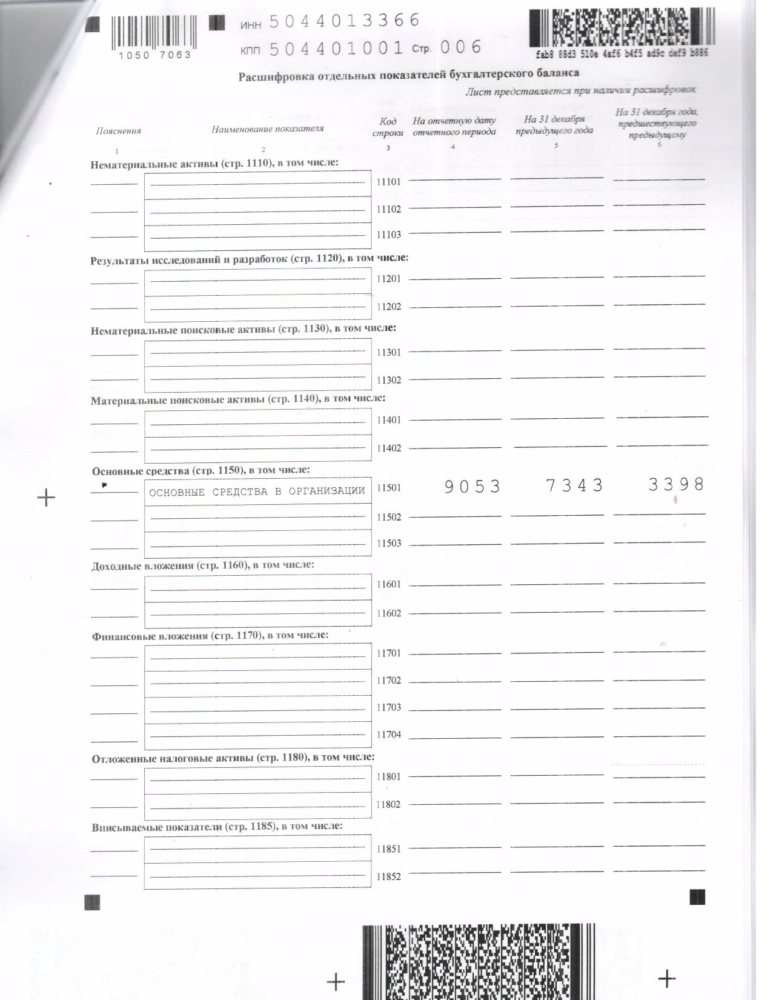 ИНН 5044013366
1050 7063
КПП 504401001 Стр. 006
fab8 88d3 510e 4af6 b4f5 ad9c def9 b886
Расшифровка отдельных показателей бухгалтерского баланса
Лист представляется при наличии расшифровок
Пояснения Наименование показателя Код строки На отчетную дату отчетного периода На 31 декабря предыдущего года На 31 декабря года, предшествующего предыдущему
1 2 3 4 5 6
Нематериальные активы (стр. 1110), в том числе:
11101
11102
11103
Результаты исследований и разработок (стр. 1120), в том числе:
11201
11202
Нематериальные поисковые активы (стр. 1130), в том числе:
11301
11302
Материальные поисковые активы (стр. 1140), в том числе:
11401
11402
Основные средства (стр. 1150), в том числе:
ОСНОВНЫЕ СРЕДСТВА В ОРГАНИЗАЦИИ 11501 9053 7343 3398
11502
11503
Доходные вложения (стр. 1160), в том числе:
11601
11602
Финансовые вложения (стр. 1170), в том числе:
11701
11702
11703
11704
Отложенные налоговые активы (стр. 1180), в том числе:
11801
11802
Вписываемые показатели (стр. 1185), в том числе:
11851
11852